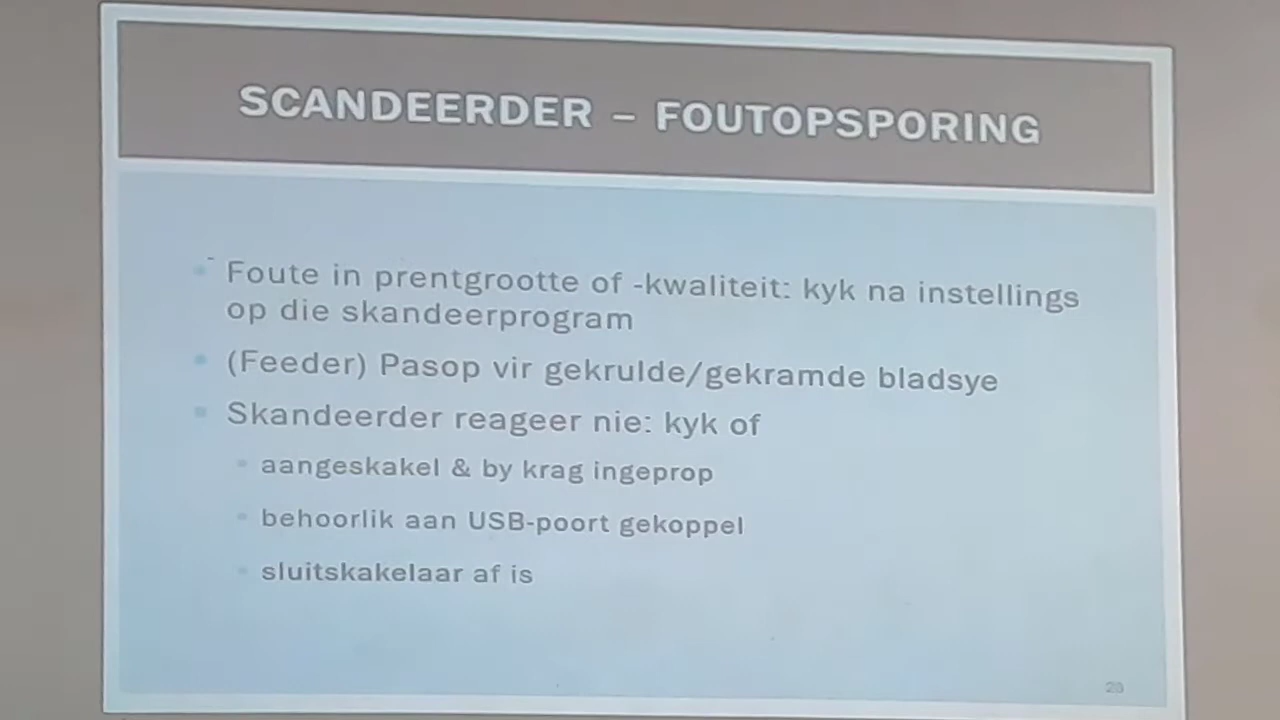 SCANDEERDER – FOUTOPSPORING
Foute in prentgrootte of -kwaliteit: kyk na instellings
op die skandeerprogram
(Feeder) Pasop vir gekrulde/gekramde bladsye
Skandeerder reageer nie: kyk of
aangeskakel & by krag ingeprop
behoorlik aan USB-poort gekoppel
sluitskakelaar af is